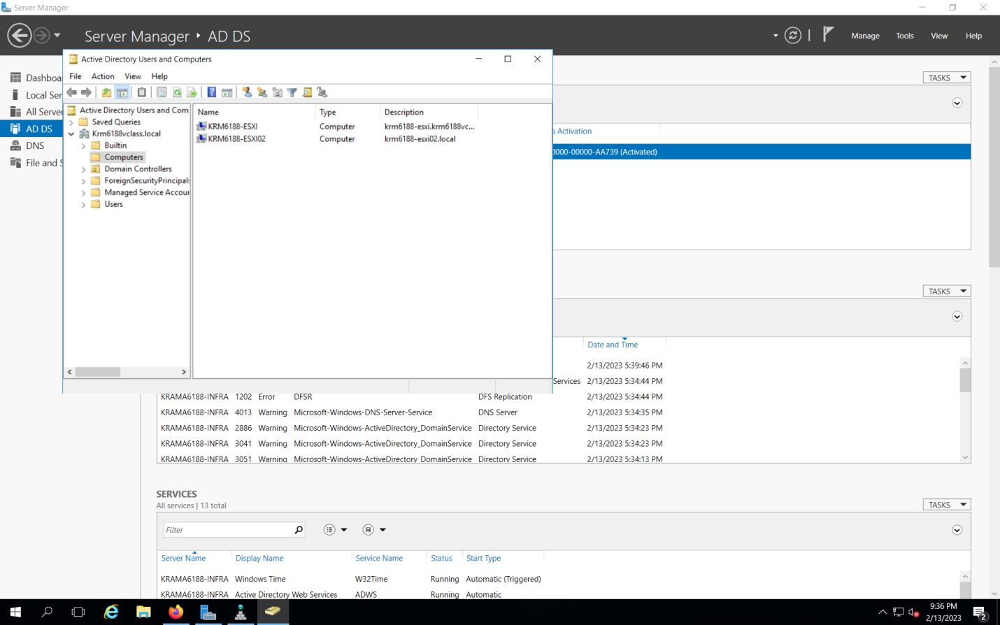 Server Manager
Server Manager ‣ AD DS
Manage Tools View Help
Active Directory Users and Computers
File Action View Help
Dashboa
Local Ser
All Server
AD DS
DNS
File and S
Active Directory Users and Com
Saved Queries
Krm6188vclass.local
Builtin
Computers
Domain Controllers
ForeignSecurityPrincipals
Managed Service Accour
Users
Name Type Description
KRM6188-ESXI Computer krm6188-esxi.krm6188vc...
KRM6188-ESXI02 Computer krm6188-esxi02.local
TASKS
s Activation
0000-00000-AA739 (Activated)
TASKS
Date and Time
2/13/2023 5:39:46 PM
Services 2/13/2023 5:34:44 PM
KRAMA6188-INFRA 1202 Error DFSR DFS Replication 2/13/2023 5:34:44 PM
KRAMA6188-INFRA 4013 Warning Microsoft-Windows-DNS-Server-Service DNS Server 2/13/2023 5:34:35 PM
KRAMA6188-INFRA 2886 Warning Microsoft-Windows-ActiveDirectory_DomainService Directory Service 2/13/2023 5:34:23 PM
KRAMA6188-INFRA 3041 Warning Microsoft-Windows-ActiveDirectory_DomainService Directory Service 2/13/2023 5:34:23 PM
KRAMA6188-INFRA 3051 Warning Microsoft-Windows-ActiveDirectory_DomainService Directory Service 2/13/2023 5:34:13 PM
SERVICES
All services | 13 total
TASKS
Filter
Server Name Display Name Service Name Status Start Type
KRAMA6188-INFRA Windows Time W32Time Running Automatic (Triggered)
KRAMA6188-INFRA Active Directory Web Services ADWS Running Automatic
9:36 PM
2/13/2023
2